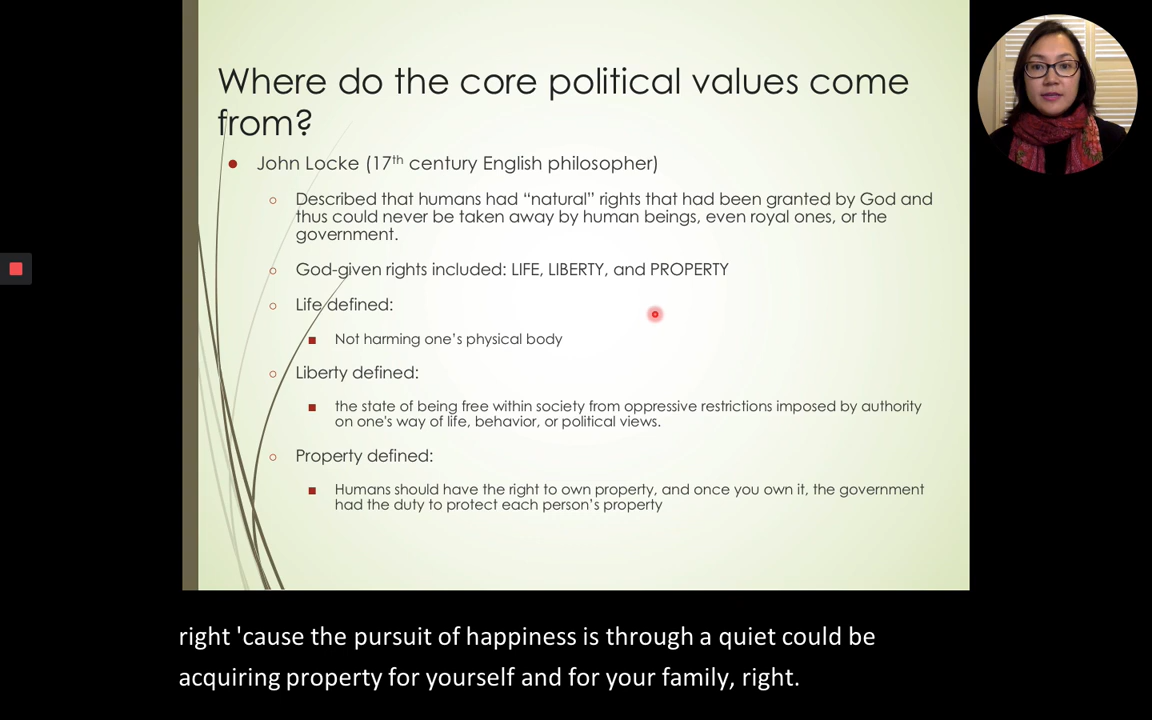 Where do the core political values come
from?
John Locke (17th century English philosopher)
Described that humans had “natural” rights that had been granted by God and
thus could never be taken away by human beings, even royal ones, or the
government.
God-given rights included: LIFE, LIBERTY, and PROPERTY
Life defined:
Not harming one’s physical body
Liberty defined:
the state of being free within society from oppressive restrictions imposed by authority
on one's way of life, behavior, or political views.
Property defined:
Humans should have the right to own property, and once you own it, the government
had the duty to protect each person’s property
right 'cause the pursuit of happiness is through a quiet could be
acquiring property for yourself and for your family, right.